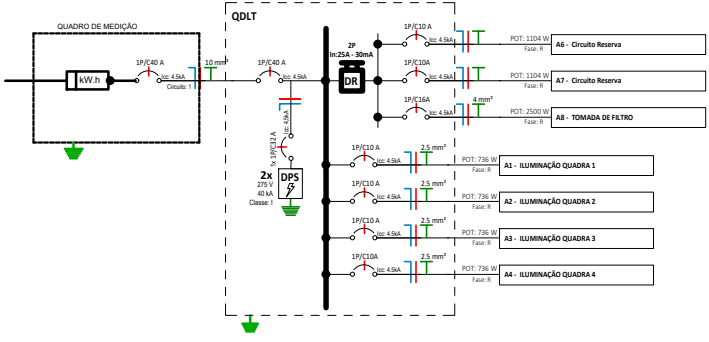 QUADRO DE MEDIÇÃO
kW.h
1P/C40 A
Icc: 4.5kA
Circuito: 1
10 mm²
QDLT
1P/C40 A
Icc: 4.5kA
Icc: 4.5kA
1x 1P/C32 A
2x
275 V
40 kA
Classe: I
DPS
2P
In:25A - 30mA
DR
1P/C10 A
Icc: 4.5kA
POT: 1104 W
Fase: R
A6 - Circuito Reserva
1P/C10A
Icc: 4.5kA
POT: 1104 W
Fase: R
A7 - Circuito Reserva
1P/C16A
Icc: 4.5kA
4 mm²
POT: 2500 W
Fase: R
A8 - TOMADA DE FILTRO
1P/C10 A
Icc: 4.5kA
2.5 mm²
POT: 736 W
Fase: R
A1 - ILUMINAÇÃO QUADRA 1
1P/C10 A
Icc: 4.5kA
2.5 mm²
POT: 736 W
Fase: R
A2 - ILUMINAÇÃO QUADRA 2
1P/C10 A
Icc: 4.5kA
2.5 mm²
POT: 736 W
Fase: R
A3 - ILUMINAÇÃO QUADRA 3
1P/C10A
Icc: 4.5kA
2.5 mm²
POT: 736 W
Fase: R
A4 - ILUMINAÇÃO QUADRA 4